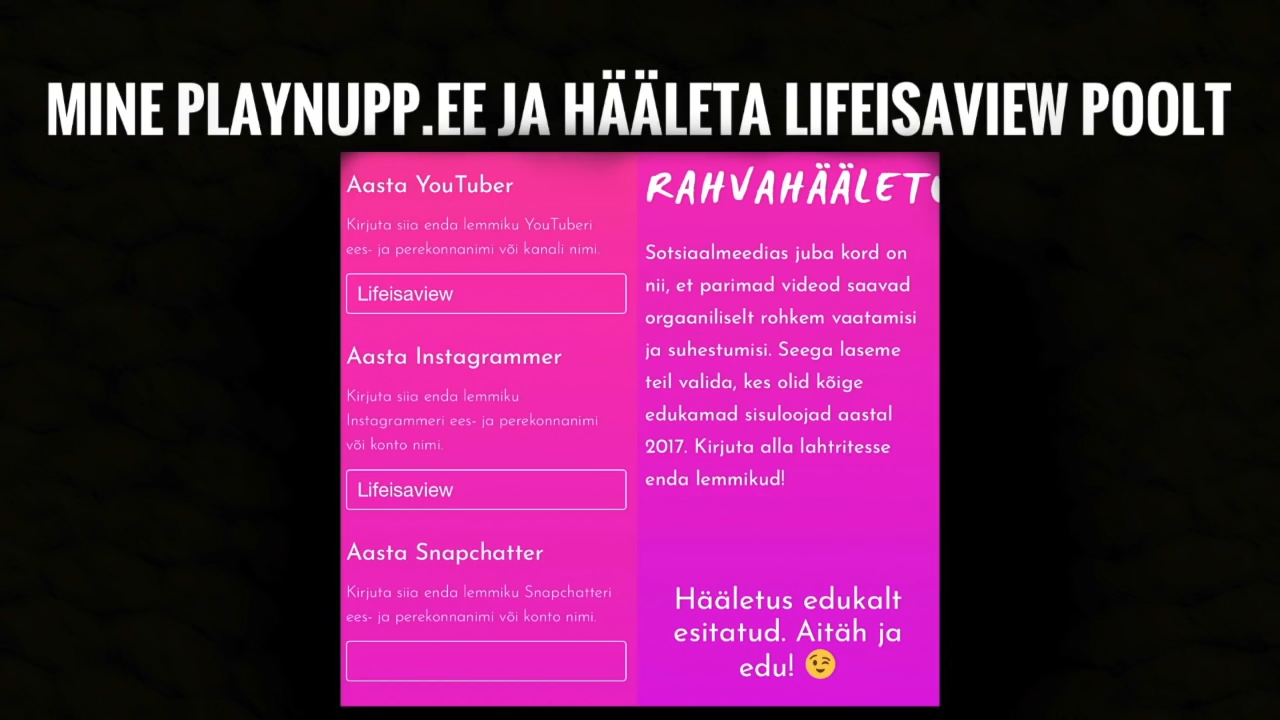 MINE PLAYNUPP.EE JA HÄÄLETA LIFEISAVIEW POOLT
Aasta YouTuber
Kirjuta siia enda lemmiku YouTuberi
ees- ja perekonnanimi või kanali nimi.
Lifeisaview
Aasta Instagrammer
Kirjuta siia enda lemmiku
Instagrammeri ees- ja perekonnanimi
või konto nimi.
Lifeisaview
Aasta Snapchatter
Kirjuta siia enda lemmiku Snapchatteri
ees- ja perekonnanimi või konto nimi.
RAHVAHÄÄLET
Sotsiaalmeedias juba kord on
nii, et parimad videod saavad
orgaaniliselt rohkem vaatamisi
ja suhestumisi. Seega laseme
teil valida, kes olid kõige
edukamad sisuloojad aastal
2017. Kirjuta alla lahtritesse
enda lemmikud!
Hääletus edukalt
esitatud. Aitäh ja
edu! 😉